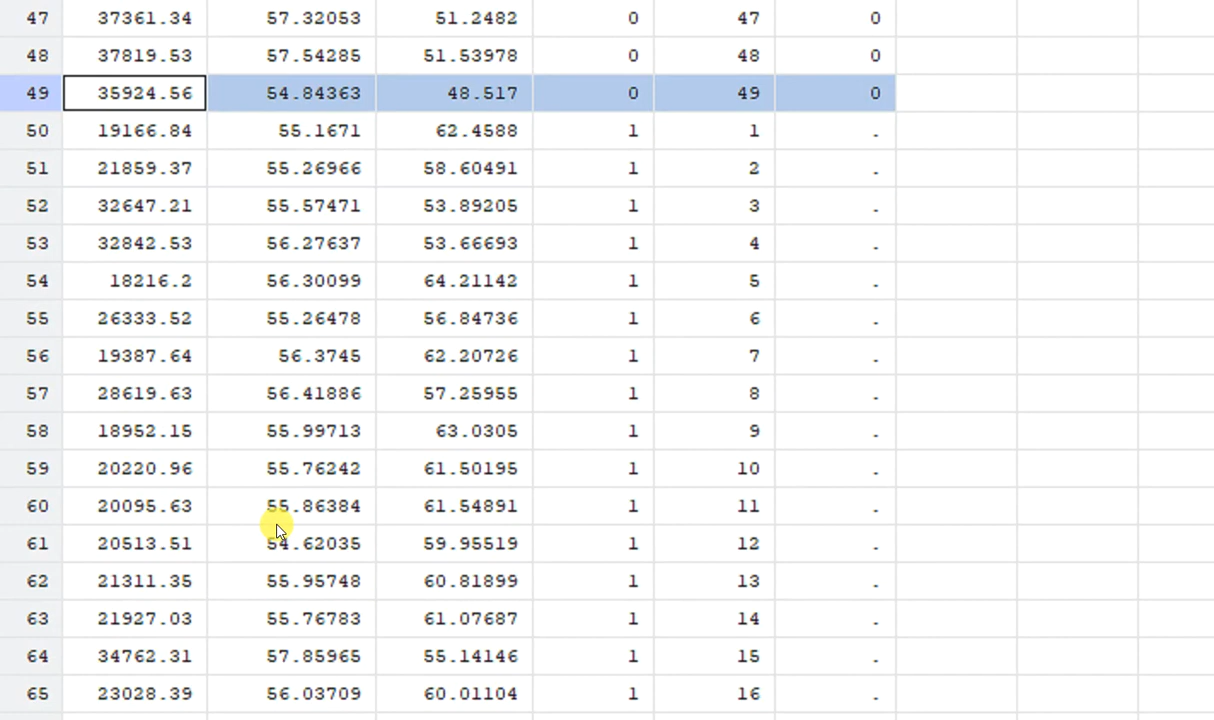 47 37361.34 57.32053 51.2482 0 47 0
48 37819.53 57.54285 51.53978 0 48 0
49 35924.56 54.84363 48.517 0 49 0
50 19166.84 55.1671 62.4588 1 1 .
51 21859.37 55.26966 58.60491 1 2 .
52 32647.21 55.57471 53.89205 1 3 .
53 32842.53 56.27637 53.66693 1 4 .
54 18216.2 56.30099 64.21142 1 5 .
55 26333.52 55.26478 56.84736 1 6 .
56 19387.64 56.3745 62.20726 1 7 .
57 28619.63 56.41886 57.25955 1 8 .
58 18952.15 55.99713 63.0305 1 9 .
59 20220.96 55.76242 61.50195 1 10 .
60 20095.63 55.86384 61.54891 1 11 .
61 20513.51 54.62035 59.95519 1 12 .
62 21311.35 55.95748 60.81899 1 13 .
63 21927.03 55.76783 61.07687 1 14 .
64 34762.31 57.85965 55.14146 1 15 .
65 23028.39 56.03709 60.01104 1 16 .